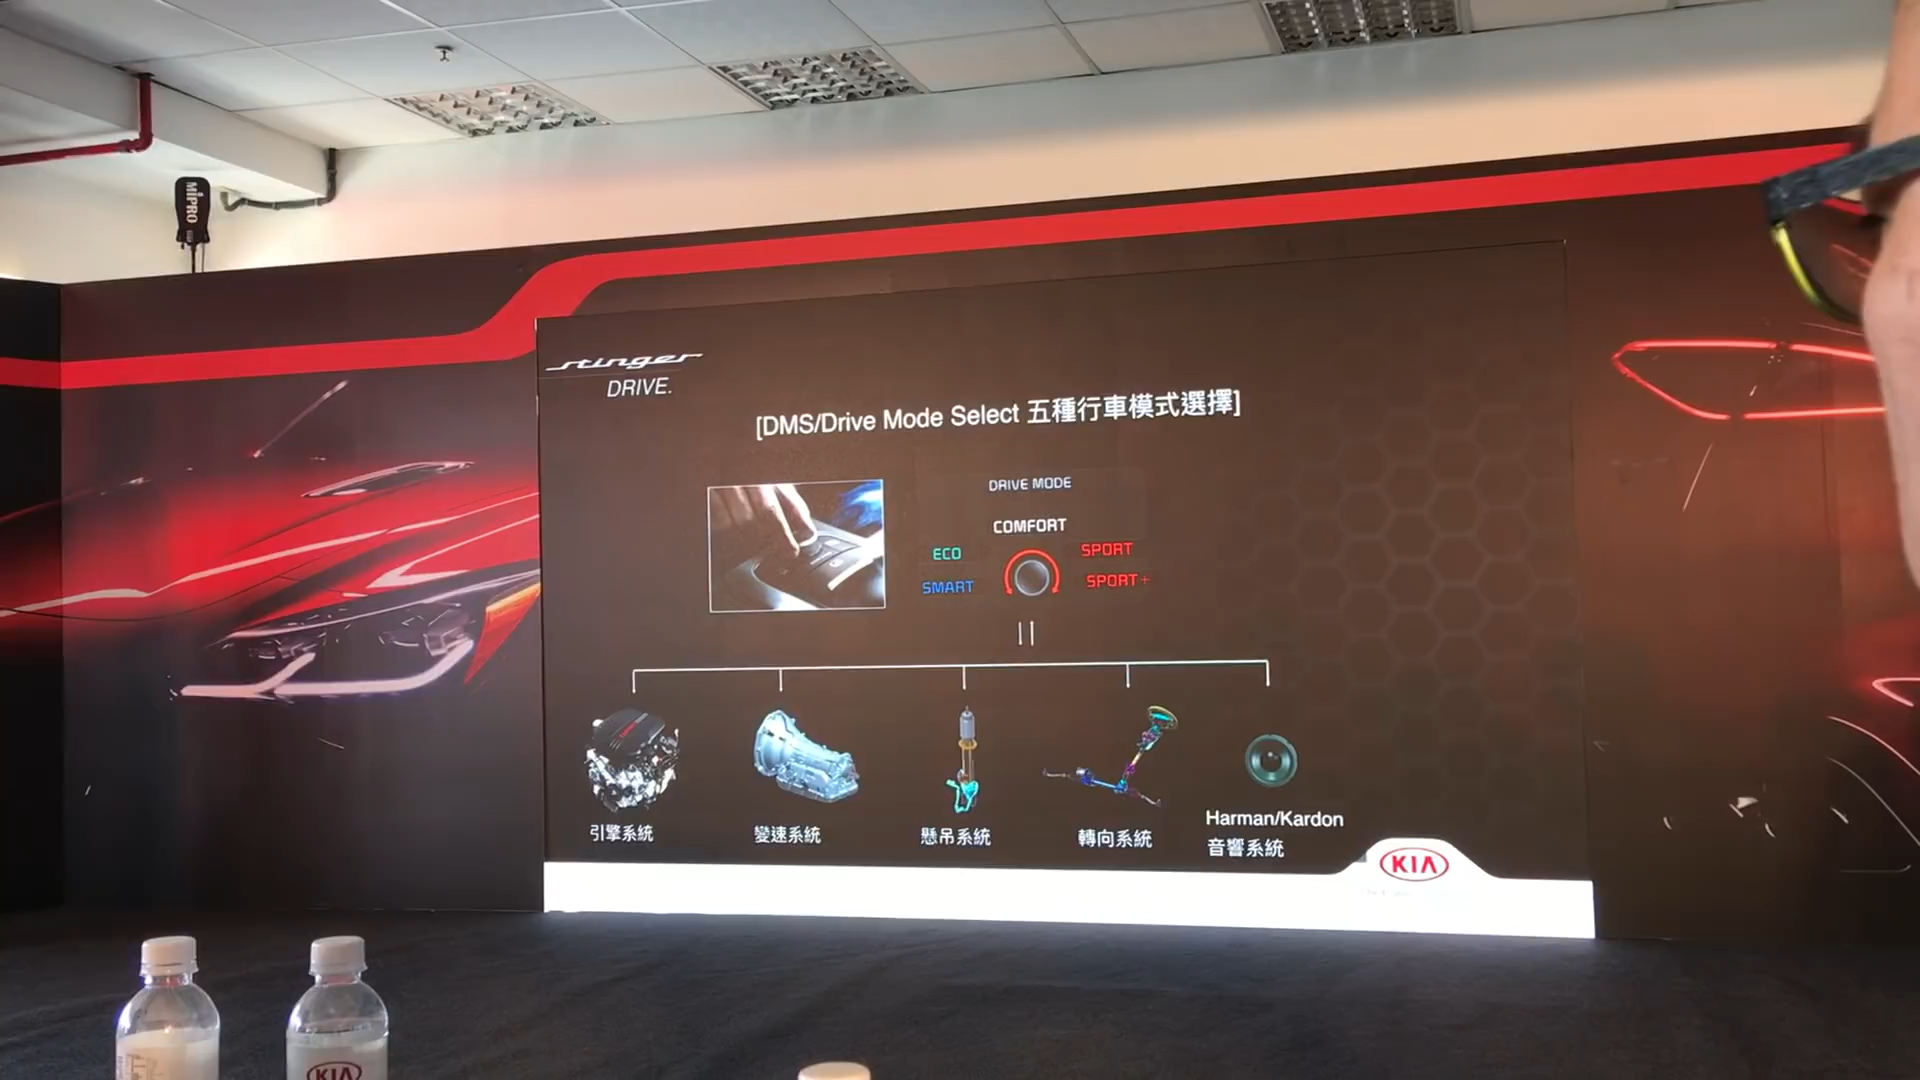 MIPRO
stinger
DRIVE.
[DMS/Drive Mode Select 五種行車模式選擇]
DRIVE MODE
COMFORT
ECO
SPORT
SMART
SPORT+
引擎系統
變速系統
懸吊系統
轉向系統
Harman/Kardon
音響系統
KIA
KIA